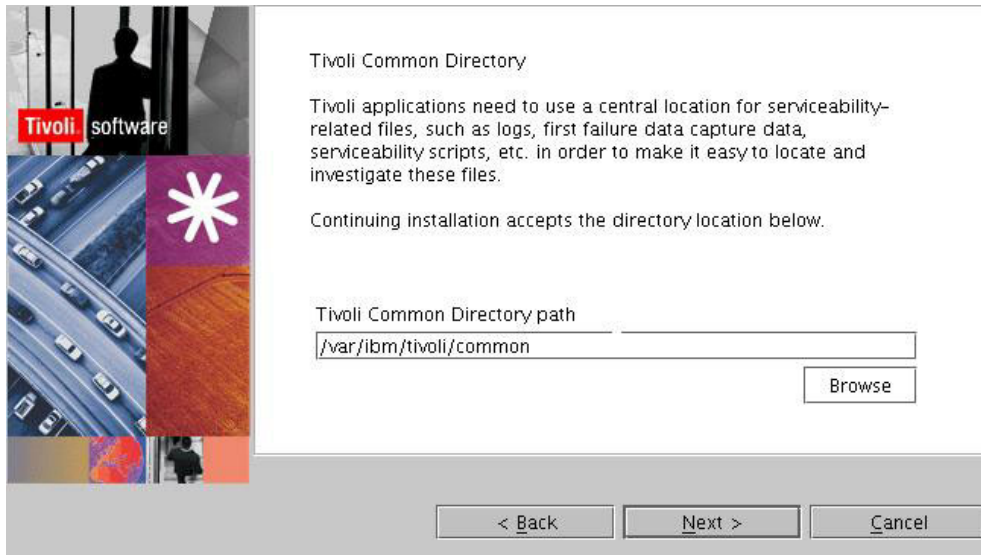 Tivoli Common Directory
Tivoli applications need to use a central location for serviceability-
related files, such as logs, first failure data capture data,
serviceability scripts, etc. in order to make it easy to locate and
investigate these files.
Continuing installation accepts the directory location below.
Tivoli Common Directory path
/var/ibm/tivoli/common
Browse
Tivoli software
< Back Next > Cancel